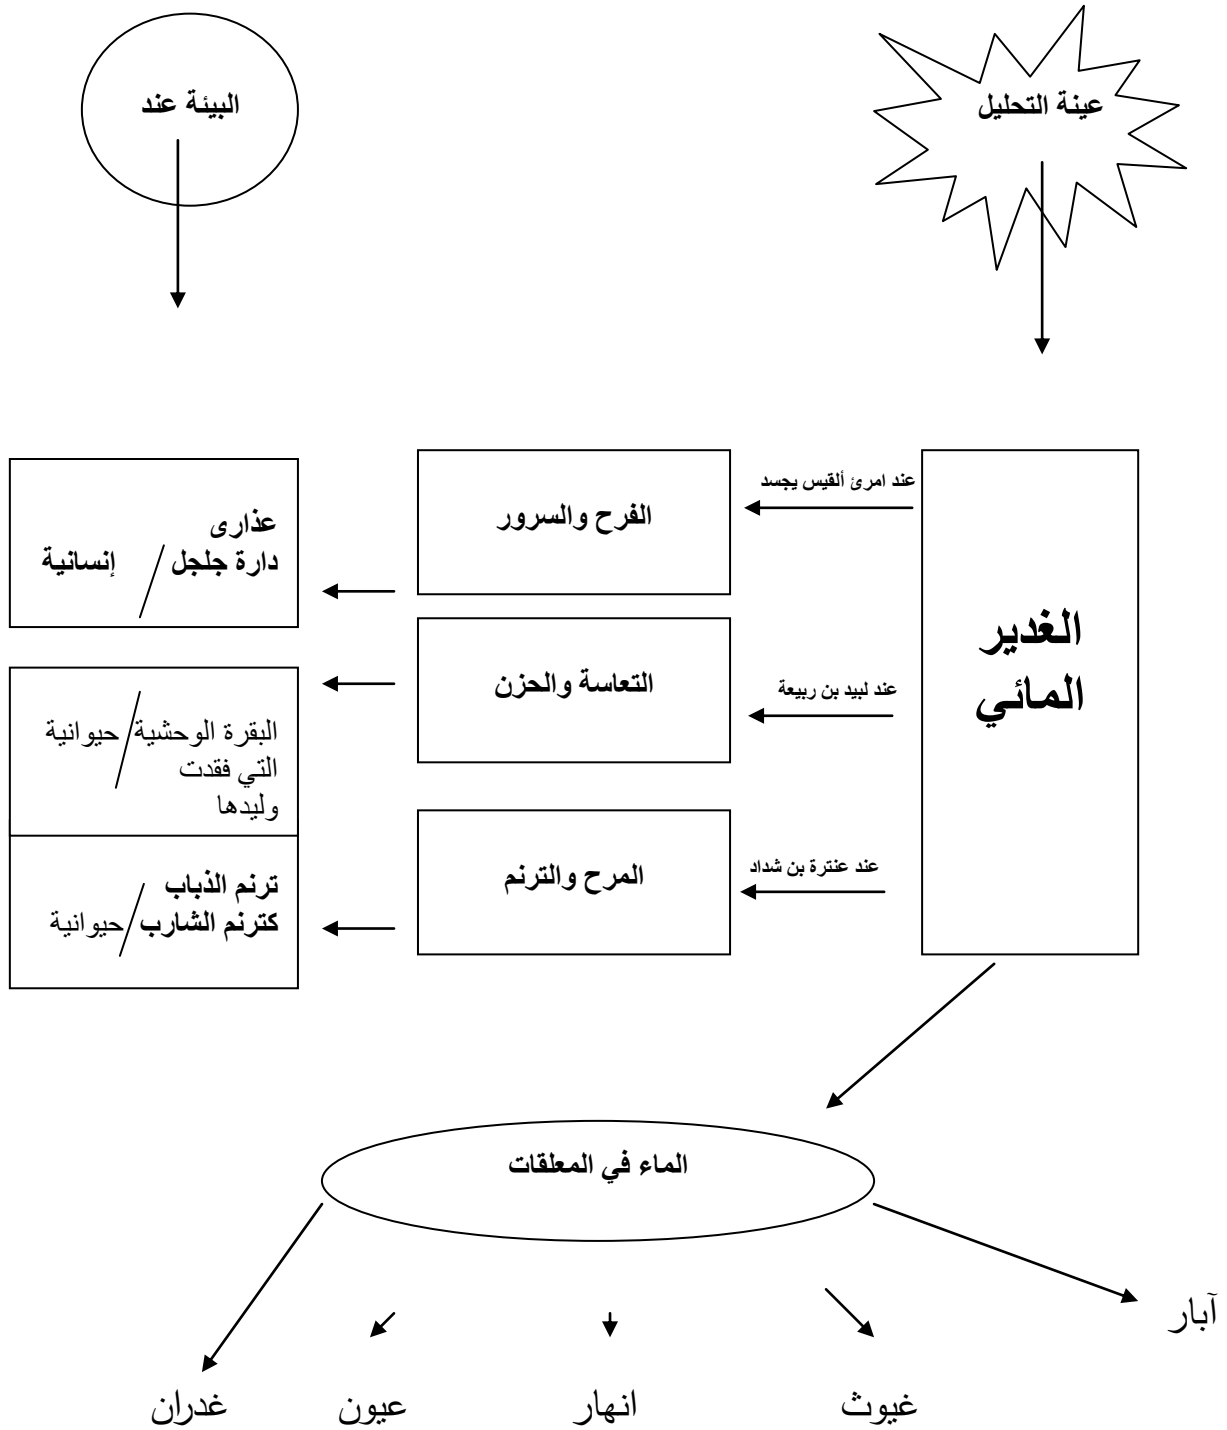 عينة التحليل
البيئة عند
الغدير
المائي
عند امرئ ألقيس يجسد
الفرح والسرور
عذارى
دارة جلجل / إنسانية
عند لبيد بن ربيعة
التعاسة والحزن
البقرة الوحشية / حيوانية
التي فقدت
وليدها
عند عنترة بن شداد
المرح والترنم
ترنم الذباب
كترنم الشارب / حيوانية
الماء في المعلقات
آبار
غيوث
انهار
عيون
غدران